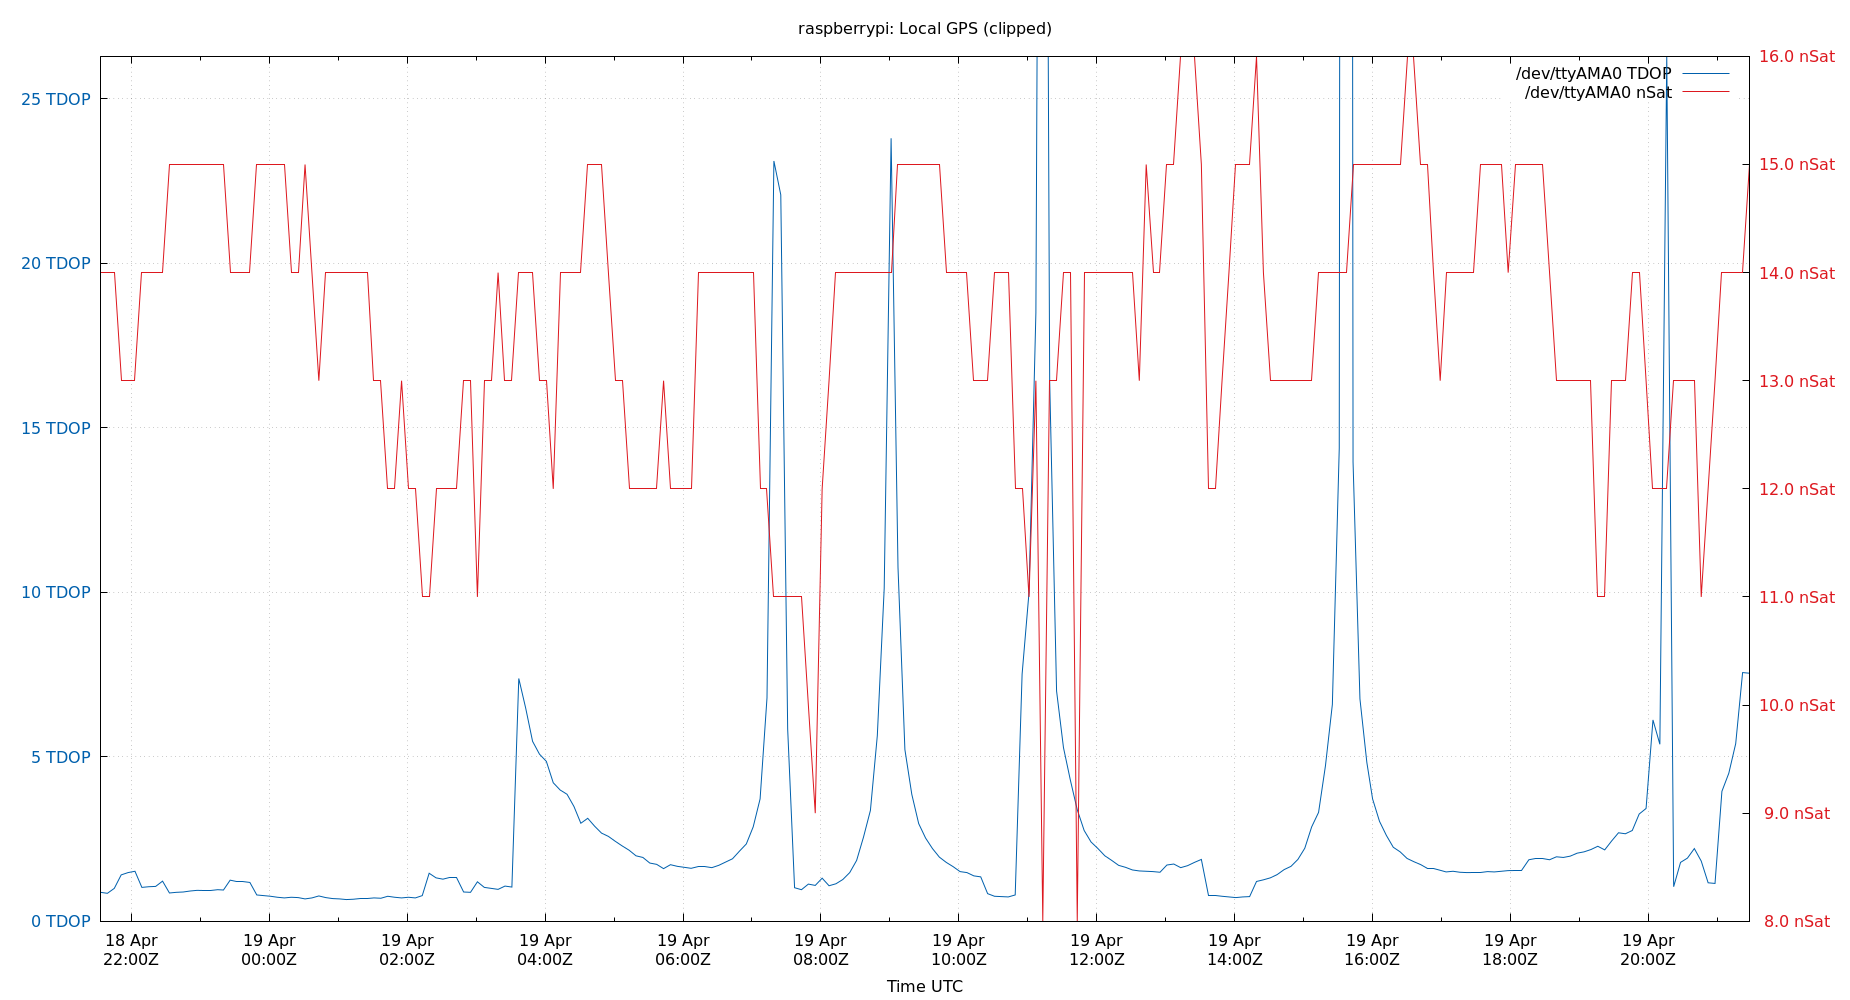 raspberrypi: Local GPS (clipped)
/dev/ttyAMA0 TDOP
/dev/ttyAMA0 nSat
25 TDOP
20 TDOP
15 TDOP
10 TDOP
5 TDOP
0 TDOP
16.0 nSat
15.0 nSat
14.0 nSat
13.0 nSat
12.0 nSat
11.0 nSat
10.0 nSat
9.0 nSat
8.0 nSat
18 Apr
22:00Z
19 Apr
00:00Z
19 Apr
02:00Z
19 Apr
04:00Z
19 Apr
06:00Z
19 Apr
08:00Z
19 Apr
10:00Z
19 Apr
12:00Z
19 Apr
14:00Z
19 Apr
16:00Z
19 Apr
18:00Z
19 Apr
20:00Z
Time UTC